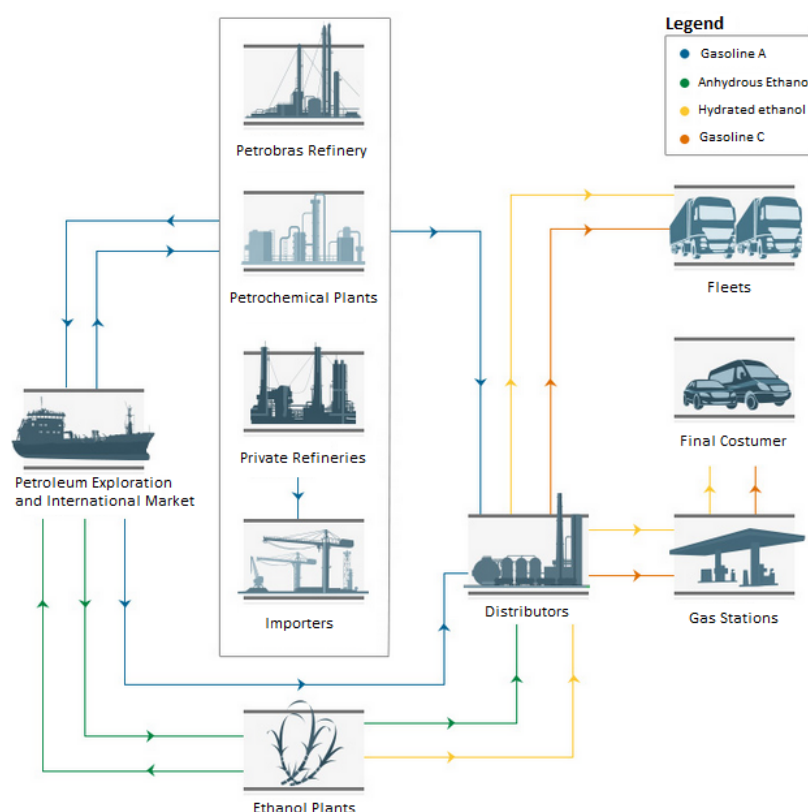 Legend
Gasoline A
Anhydrous Ethanol
Hydrated ethanol
Gasoline C
Petrobras Refinery
Petrochemical Plants
Fleets
Private Refineries
Final Costumer
Petroleum Exploration
and International Market
Importers
Distributors
Gas Stations
Ethanol Plants